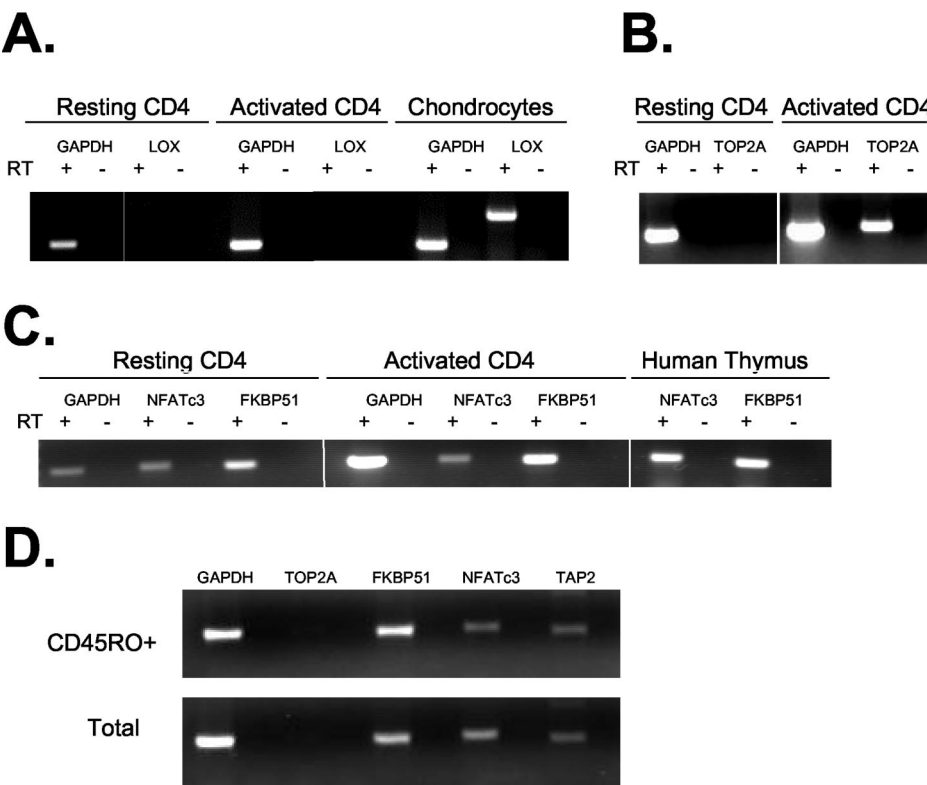 A.
Resting CD4 Activated CD4 Chondrocytes
GAPDH LOX GAPDH LOX GAPDH LOX
RT + - + - + - + - + - + -
B.
Resting CD4 Activated CD4
GAPDH TOP2A GAPDH TOP2A
RT + - + - + - + -
C.
Resting CD4 Activated CD4 Human Thymus
GAPDH NFATc3 FKBP51 GAPDH NFATc3 FKBP51 NFATc3 FKBP51
RT + - + - + - + - + - + - + - + -
D.
GAPDH TOP2A FKBP51 NFATc3 TAP2
CD45RO+
Total